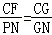 CF/PN = CG/GN